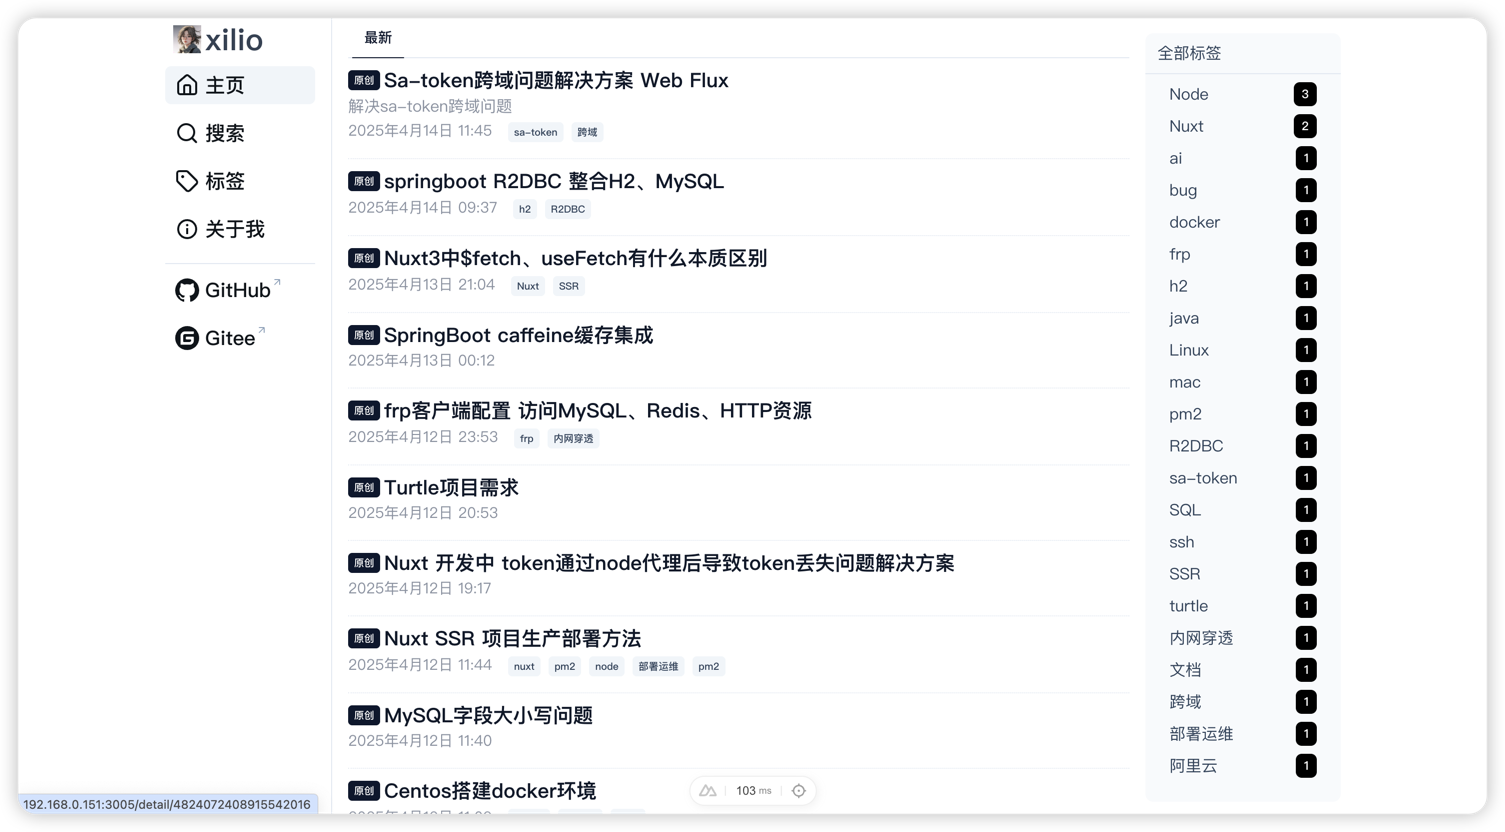 xilio
主页
搜索
标签
关于我
GitHub
Gitee
最新
原创 Sa-token跨域问题解决方案 Web Flux
解决sa-token跨域问题
2025年4月14日 11:45 sa-token 跨域
原创 springboot R2DBC 整合H2、MySQL
2025年4月14日 09:37 h2 R2DBC
原创 Nuxt3中$fetch、useFetch有什么本质区别
2025年4月13日 21:04 Nuxt SSR
原创 SpringBoot caffeine缓存集成
2025年4月13日 00:12
原创 frp客户端配置 访问MySQL、Redis、HTTP资源
2025年4月12日 23:53 frp 内网穿透
原创 Turtle项目需求
2025年4月12日 20:53
原创 Nuxt 开发中 token通过node代理后导致token丢失问题解决方案
2025年4月12日 19:17
原创 Nuxt SSR 项目生产部署方法
2025年4月12日 11:44 nuxt pm2 node 部署运维 pm2
原创 MySQL字段大小写问题
2025年4月12日 11:40
原创 Centos搭建docker环境
103 ms
全部标签
Node 3
Nuxt 2
ai 1
bug 1
docker 1
frp 1
h2 1
java 1
Linux 1
mac 1
pm2 1
R2DBC 1
sa-token 1
SQL 1
ssh 1
SSR 1
turtle 1
内网穿透 1
文档 1
跨域 1
部署运维 1
阿里云 1
192.168.0.151:3005/detail/4824072408915542016